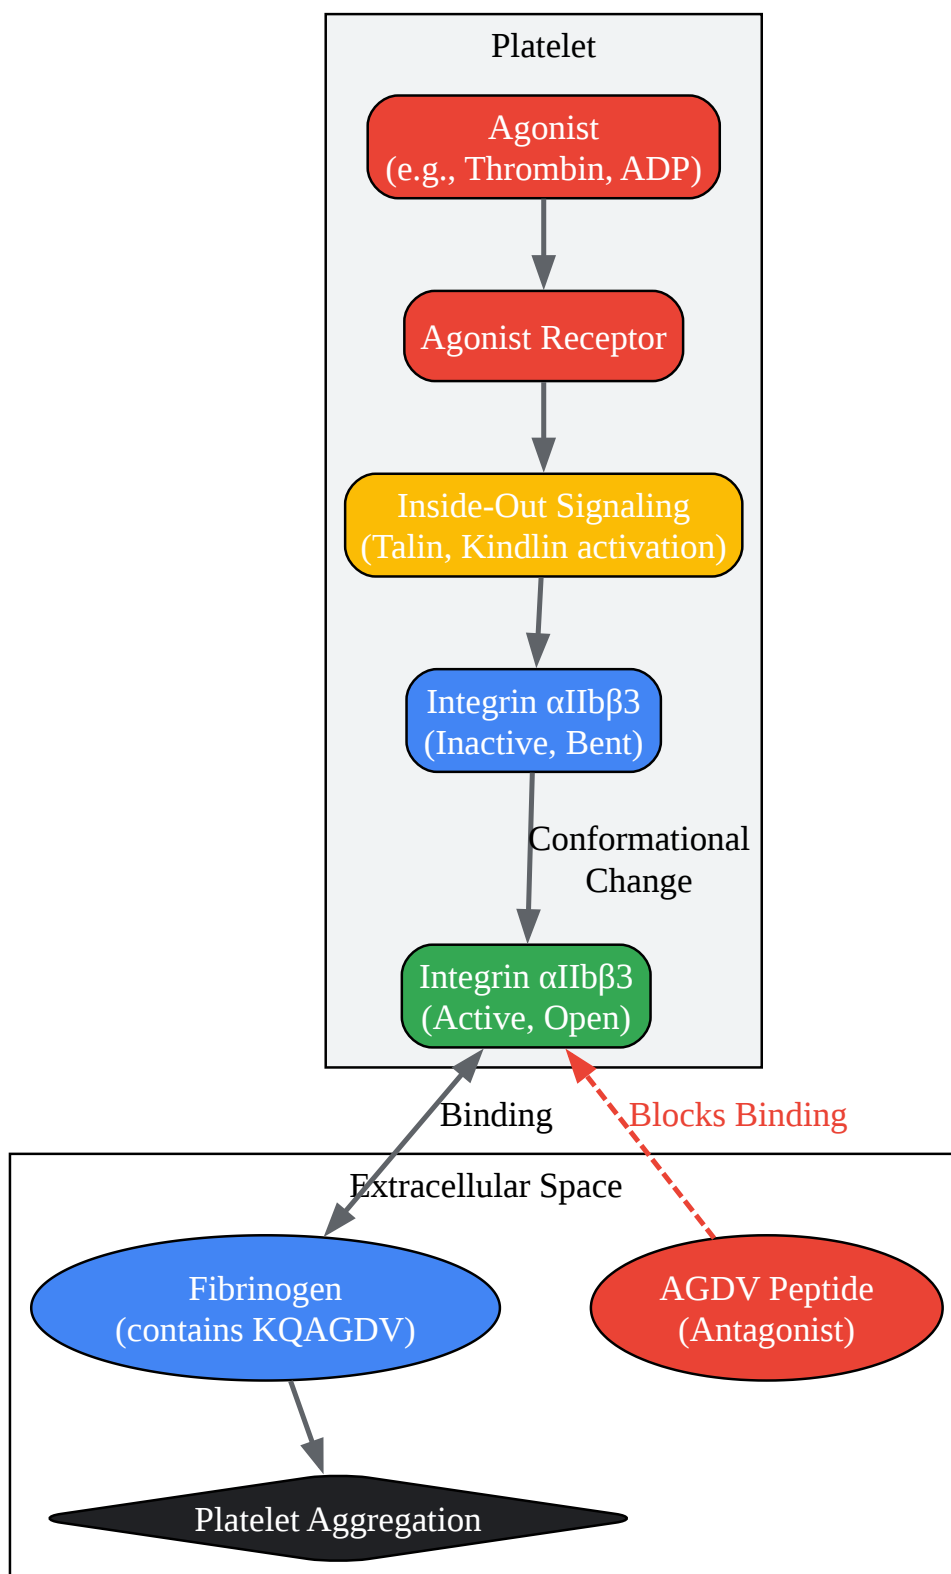 Platelet
Agonist
(e.g., Thrombin, ADP)
Agonist Receptor
Inside-Out Signaling
(Talin, Kindlin activation)
Integrin αIIbβ3
(Inactive, Bent)
Conformational
Change
Integrin αIIbβ3
(Active, Open)
Binding
Blocks Binding
Extracellular Space
Fibrinogen
(contains KQAGDV)
AGDV Peptide
(Antagonist)
Platelet Aggregation